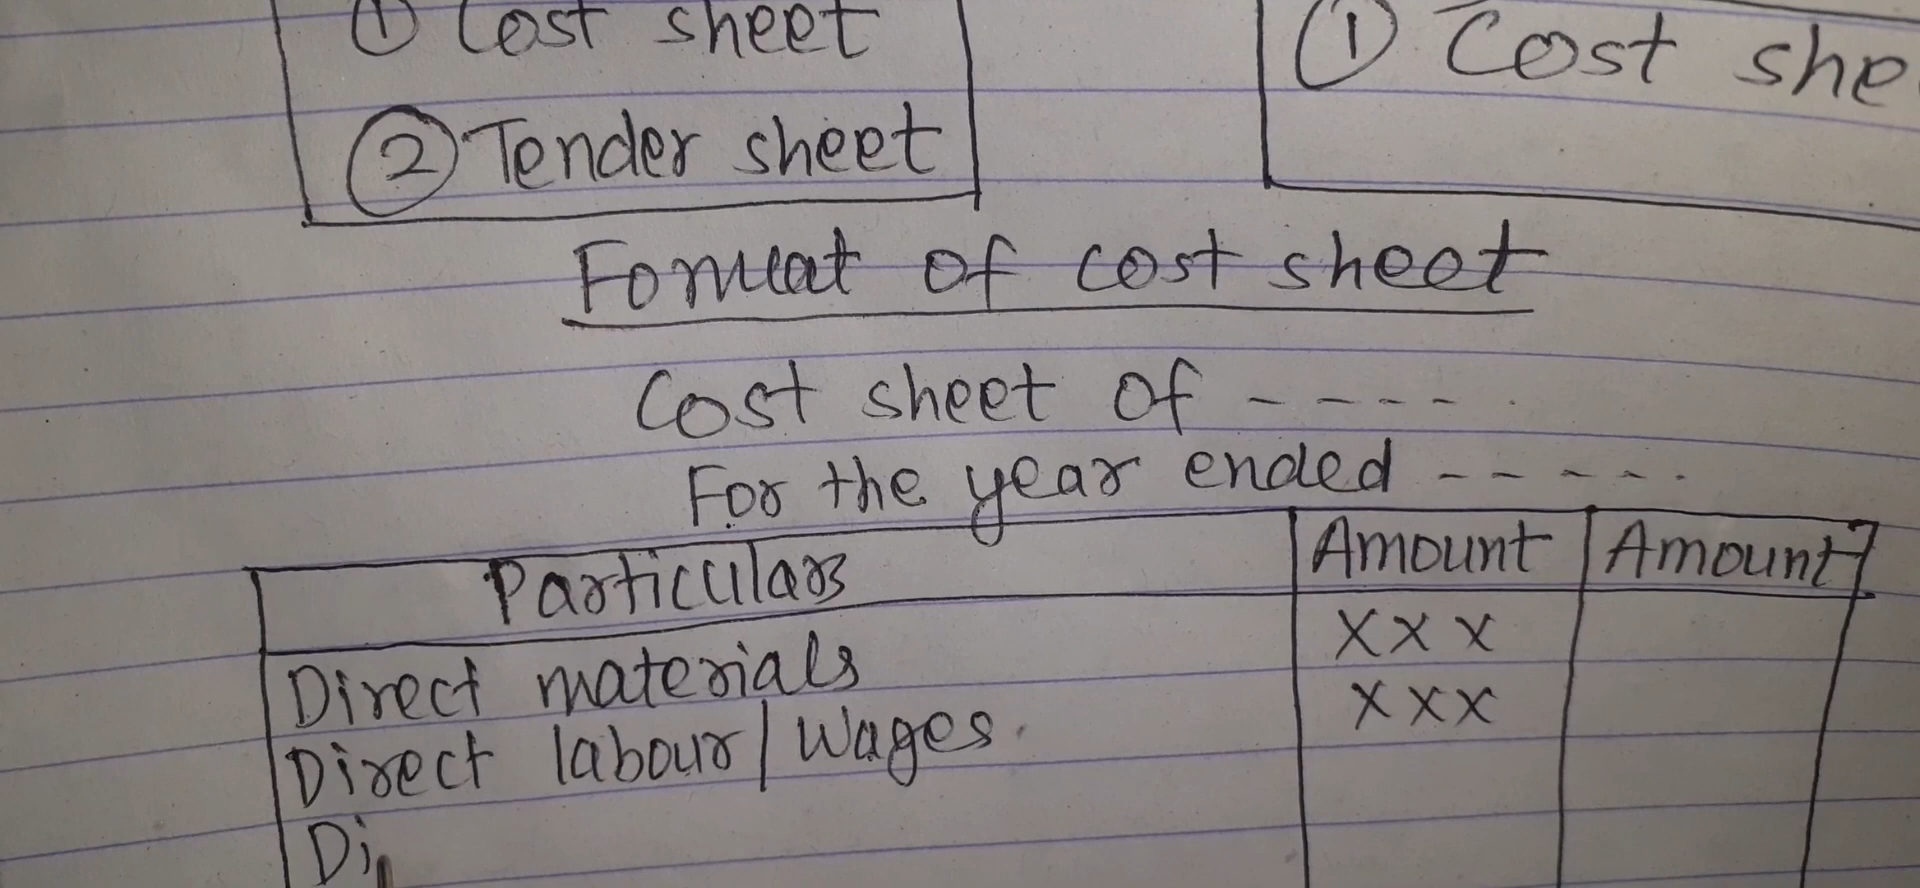 ① Cost sheet
② Tender sheet
① Cost she
Format of cost sheet
Cost sheet of ----
For the year ended -----
Particulars Amount Amount
Direct materials XXX
Direct labour/wages. XXX
Di